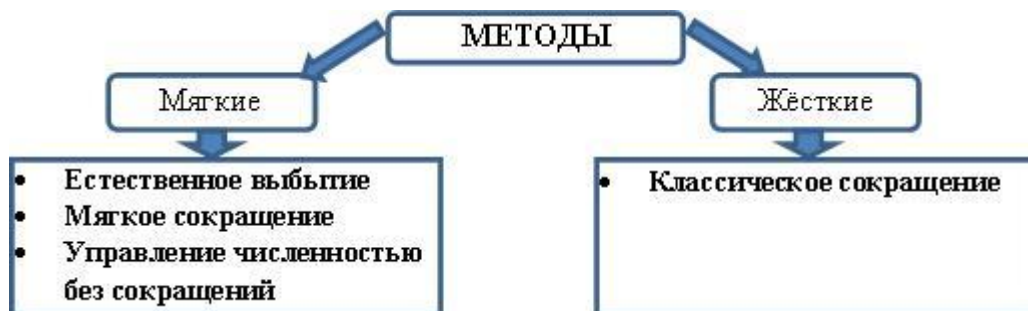 МЕТОДЫ
Мягкие
Жёсткие
• Естественное выбытие
• Мягкое сокращение
• Управление численностью
без сокращений
• Классическое сокращение